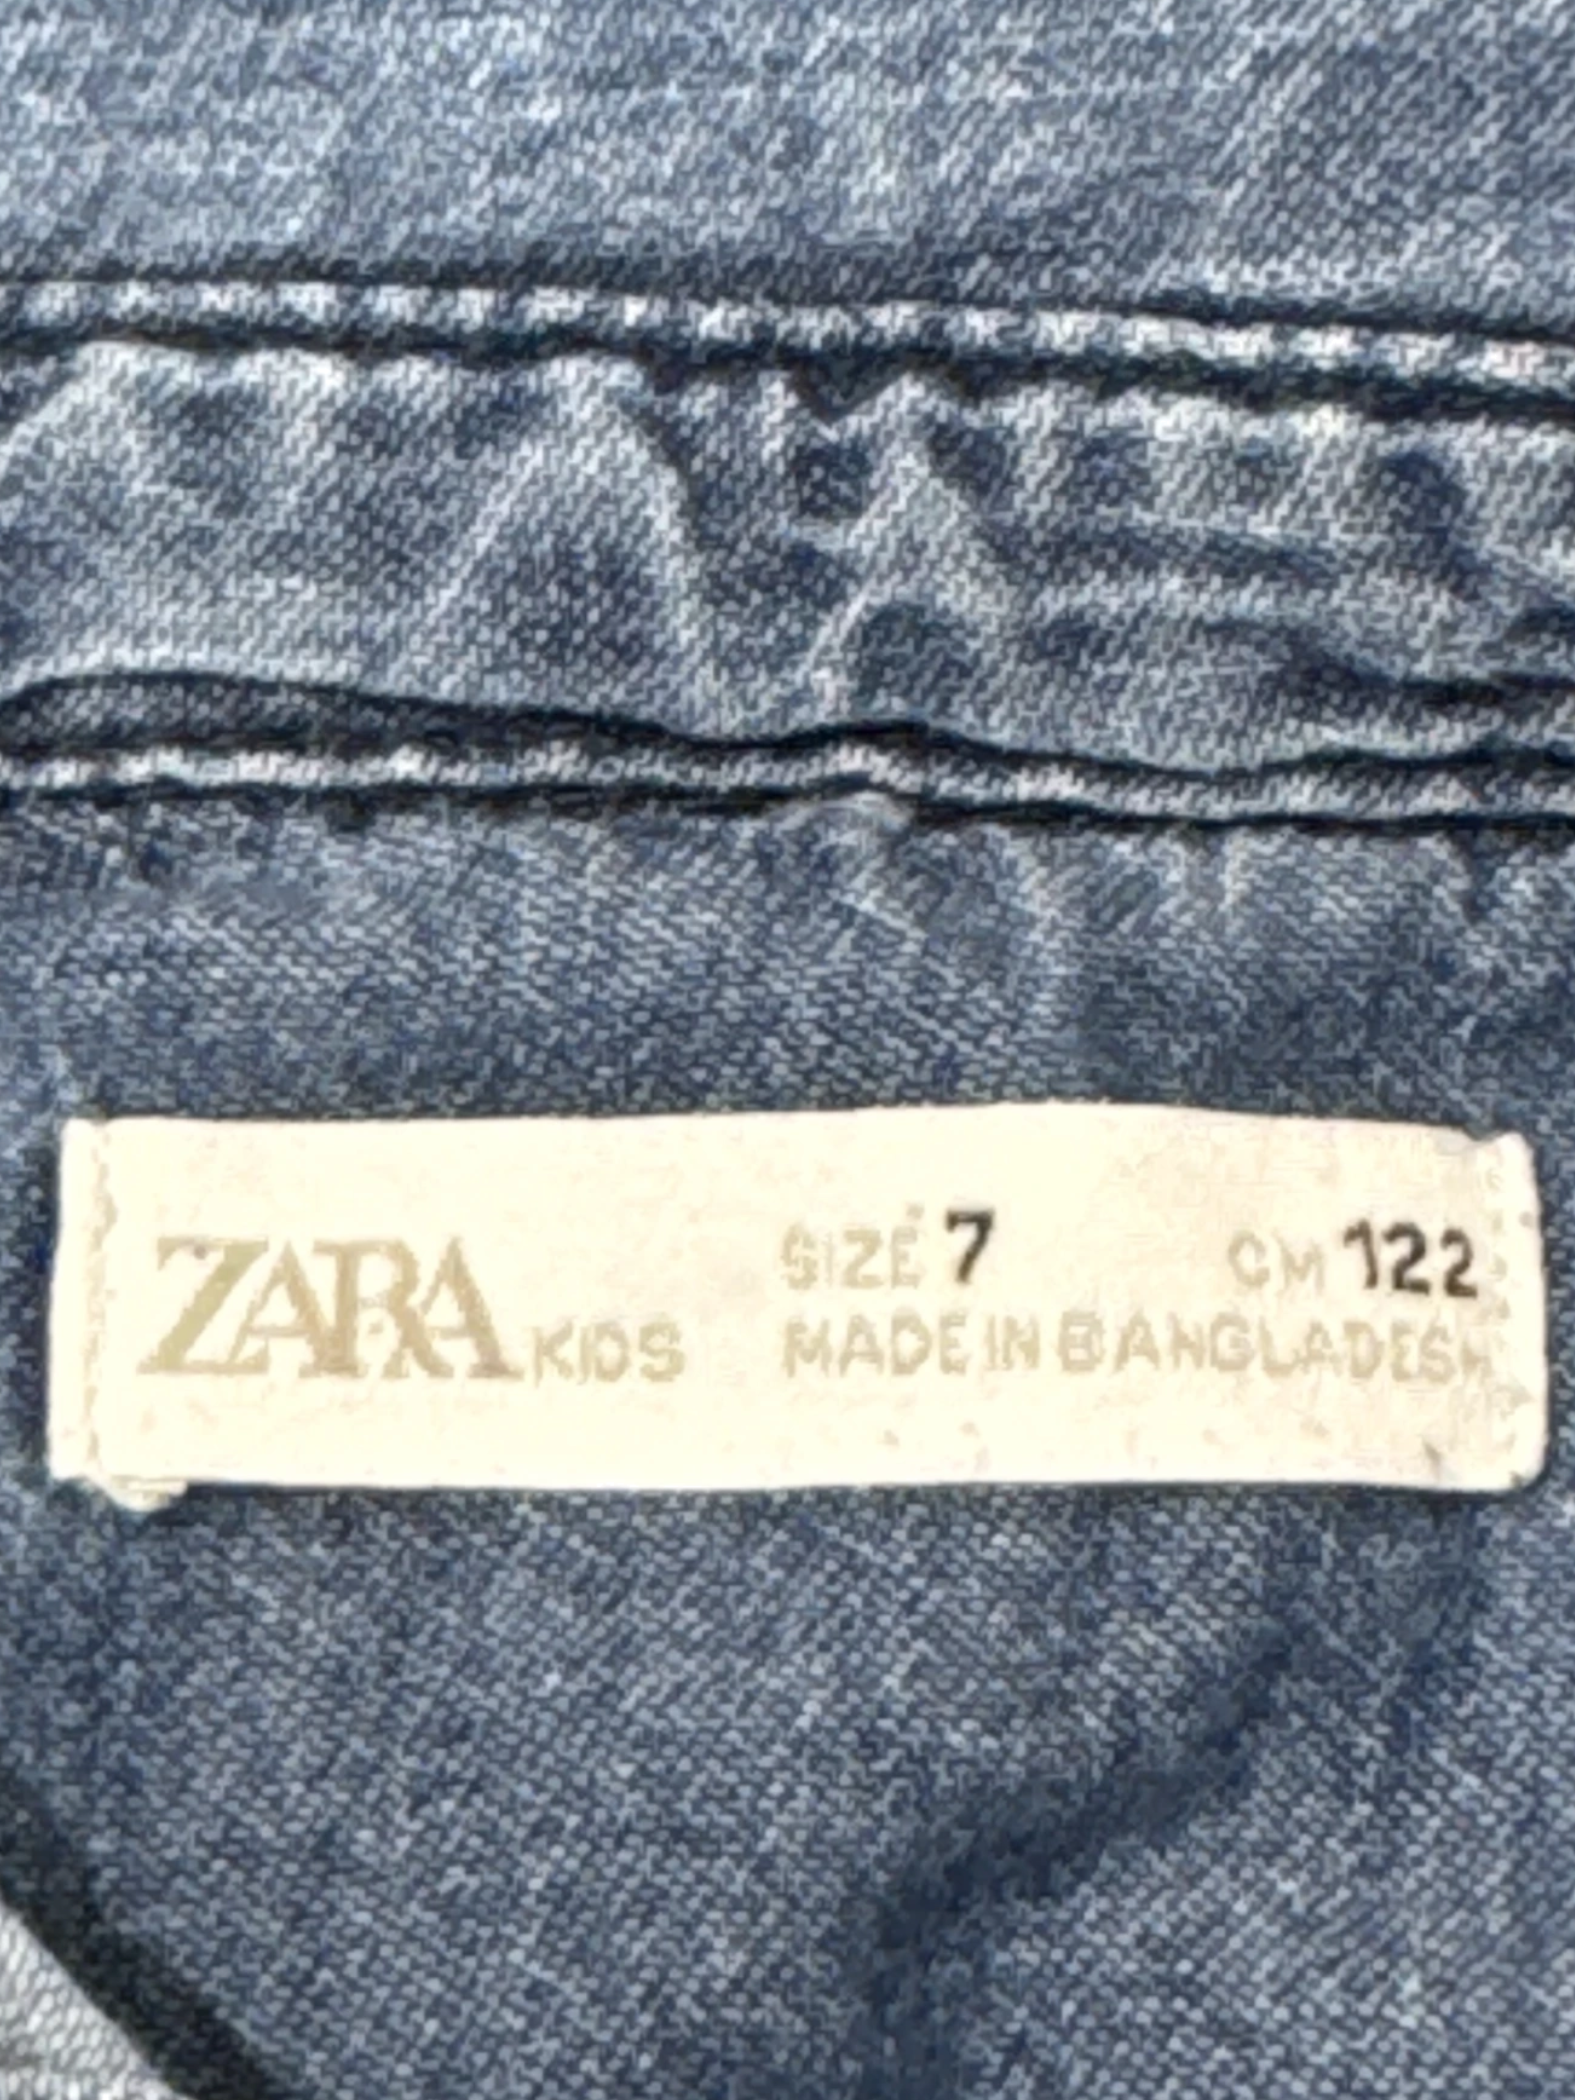 ZARA KIDS
SIZE 7 CM 122
MADE IN BANGLADESH